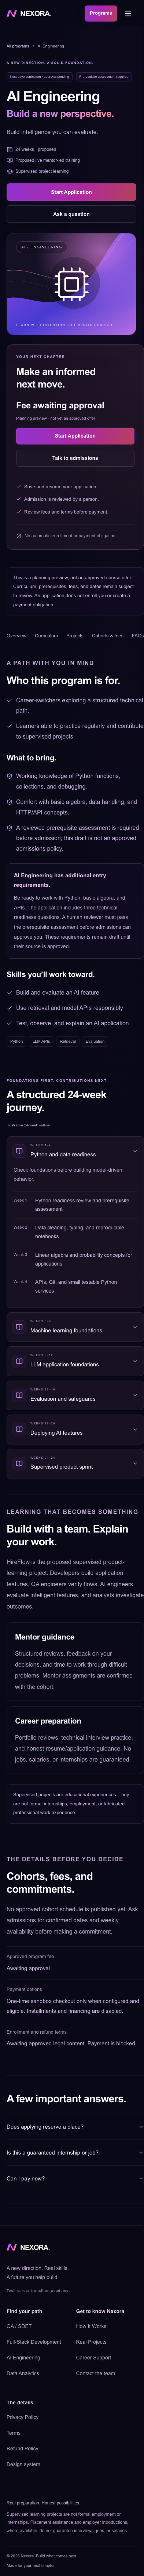 NEXORA.
Programs
All programs / AI Engineering
A NEW DIRECTION. A SOLID FOUNDATION.
Illustrative curriculum · approval pending
Prerequisite assessment required
AI Engineering
Build a new perspective.
Build intelligence you can evaluate.
24 weeks · proposed
Proposed live mentor-led training
Supervised project learning
Start Application
Ask a question
AI / ENGINEERING
LEARN WITH INTENTION. BUILD WITH PURPOSE.
YOUR NEXT CHAPTER
Make an informed
next move.
Fee awaiting approval
Planning preview · not yet an approved offer
Start Application
Talk to admissions
Save and resume your application.
Admission is reviewed by a person.
Review fees and terms before payment.
No automatic enrollment or payment obligation.
This is a planning preview, not an approved course offer.
Curriculum, prerequisites, fees, and dates remain subject
to review. An application does not enroll you or create a
payment obligation.
Overview
Curriculum
Projects
Cohorts & fees
FAQs
A PATH WITH YOU IN MIND
Who this program is for.
Career-switchers exploring a structured technical
path.
Learners able to practice regularly and contribute
to supervised projects.
What to bring.
Working knowledge of Python functions,
collections, and debugging.
Comfort with basic algebra, data handling, and
HTTP/API concepts.
A reviewed prerequisite assessment is required
before admission; this draft is not an approved
admissions policy.
AI Engineering has additional entry
requirements.
Be ready to work with Python, basic algebra, and
APIs. The application includes three technical
readiness questions. A human reviewer must pass
the prerequisite assessment before admissions can
approve you. These requirements remain draft until
their source is approved.
Skills you'll work toward.
Build and evaluate an AI feature
Use retrieval and model APIs responsibly
Test, observe, and explain an AI application
Python
LLM APIs
Retrieval
Evaluation
FOUNDATIONS FIRST. CONTRIBUTIONS NEXT.
A structured 24-week
journey.
Illustrative 24-week outline
WEEKS 1–4
Python and data readiness
Check foundations before building model-driven
behavior.
Week 1
Python readiness review and prerequisite
assessment
Week 2
Data cleaning, typing, and reproducible
notebooks
Week 3
Linear algebra and probability concepts for
applications
Week 4
APIs, Git, and small testable Python
services
Machine learning foundations
LLM application foundations
Evaluation and safeguards
Deploying AI features
WEEKS 21–24
Supervised product sprint
LEARNING THAT BECOMES SOMETHING
Build with a team. Explain
your work.
HireFlow is the proposed supervised product-
learning project. Developers build application
features, QA engineers verify flows, AI engineers
evaluate intelligent features, and analysts investigate
outcomes.
Mentor guidance
Structured reviews, feedback on your
decisions, and time to work through difficult
problems. Mentor assignments are confirmed
with the cohort.
Career preparation
Portfolio reviews, technical interview practice,
and honest resume/application guidance. No
jobs, salaries, or internships are guaranteed.
Supervised projects are educational experiences. They
are not formal internships, employment, or fabricated
professional work experience.
THE DETAILS BEFORE YOU DECIDE
Cohorts, fees, and
commitments.
No approved cohort schedule is published yet. Ask
admissions for confirmed dates and weekly
availability before making a commitment.
Approved program fee
Awaiting approval
Payment options
One-time sandbox checkout only when configured and
eligible. Installments and financing are disabled.
Enrollment and refund terms
Awaiting approved legal content. Payment is blocked.
A few important answers.
Does applying reserve a place?
Is this a guaranteed internship or job?
Can I pay now?
NEXORA.
A new direction. Real skills.
A future you help build.
Tech career transition academy
Find your path
Get to know Nexora
QA / SDET
How It Works
Full-Stack Development
Real Projects
AI Engineering
Career Support
Data Analytics
Contact the team
The details
Privacy Policy
Terms
Refund Policy
Design system
Real preparation. Honest possibilities.
Supervised learning projects are not formal employment or
internships. Placement assistance and employer introductions,
where available, do not guarantee interviews, jobs, or salaries.
© 2026 Nexora. Build what comes next.
Made for your next chapter.